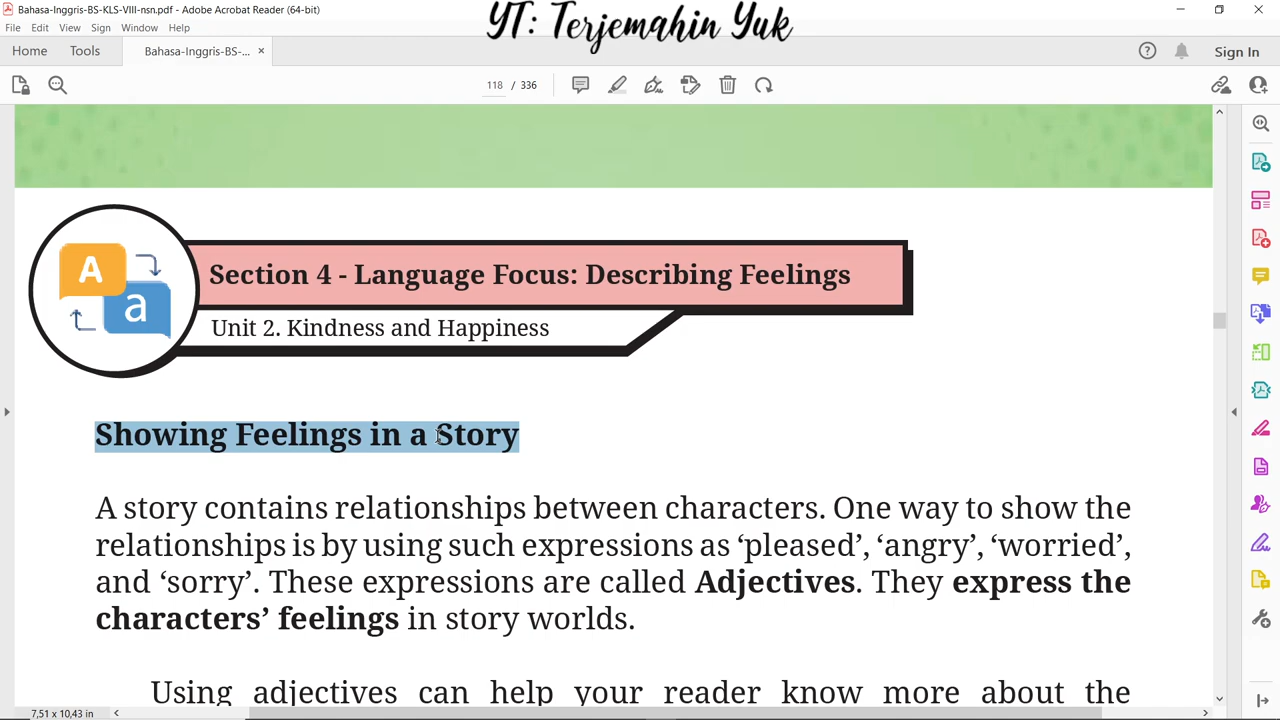 Bahasa-Inggris-BS-KLS-VIII-nsn.pdf - Adobe Acrobat Reader (64-bit)
YT: Terjemahin Yuk
File Edit View Sign Window Help
Home Tools Bahasa-Inggris-BS-... × Sign In
118 / 336
A
a
Section 4 - Language Focus: Describing Feelings
Unit 2. Kindness and Happiness
Showing Feelings in a Story
A story contains relationships between characters. One way to show the
relationships is by using such expressions as ‘pleased’, ‘angry’, ‘worried’,
and ‘sorry’. These expressions are called Adjectives. They express the
characters’ feelings in story worlds.
Using adjectives can help your reader know more about the
7,51 x 10,43 in